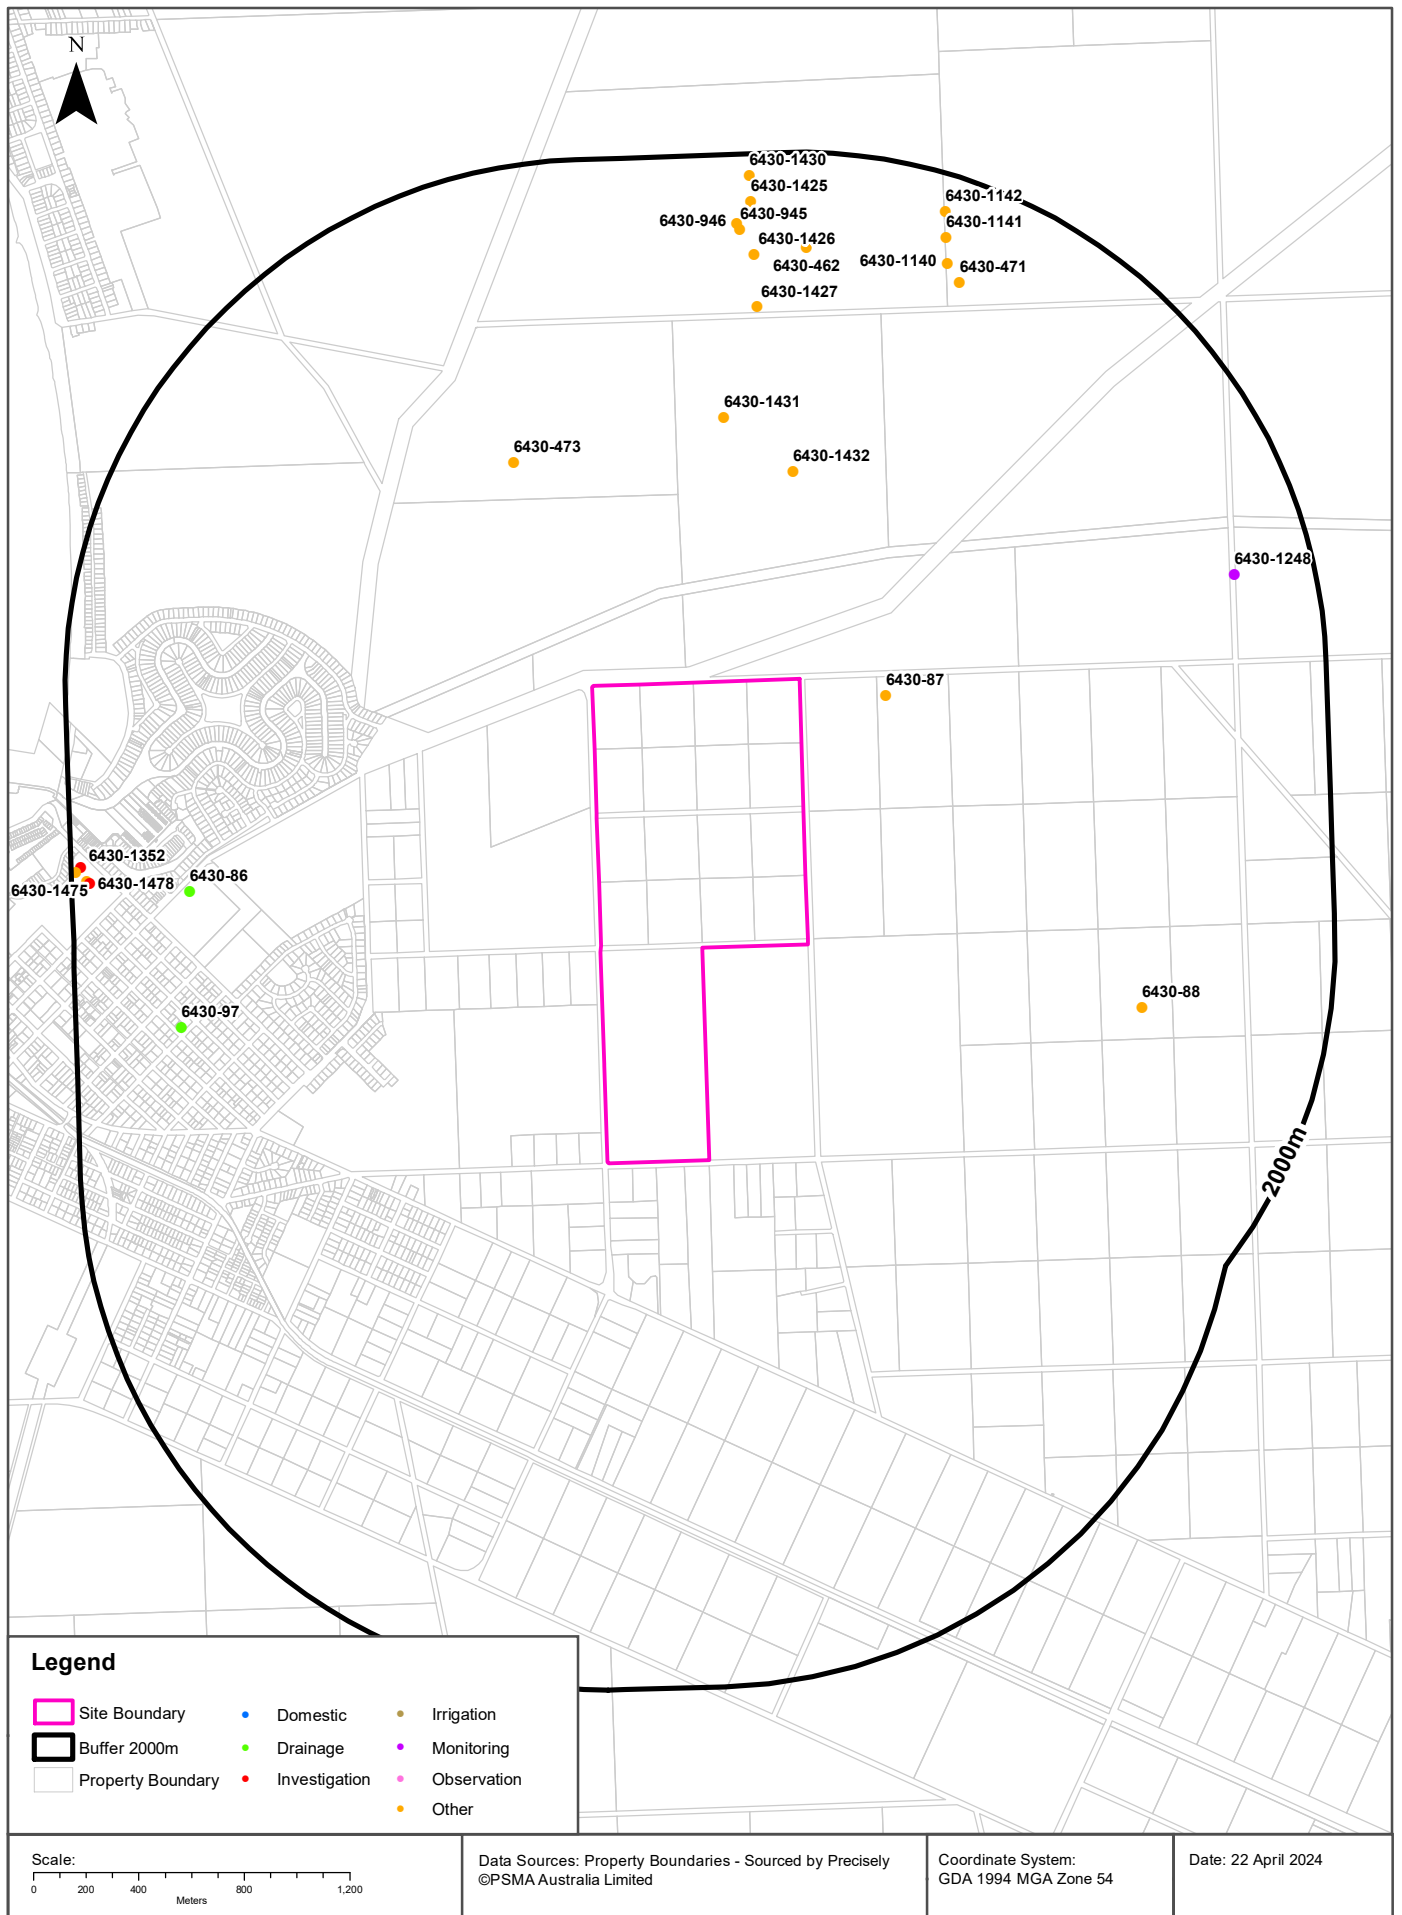 N
6430-1430
6430-1425
6430-1142
6430-946
6430-945
6430-1141
6430-1426
6430-462
6430-1140
6430-471
6430-1427
6430-1431
6430-473
6430-1432
6430-1248
6430-87
6430-1352
6430-86
6430-1475
6430-1478
6430-88
6430-97
2000m
Legend
Site Boundary
Buffer 2000m
Property Boundary
Domestic
Drainage
Investigation
Irrigation
Monitoring
Observation
Other
Scale:
0 200 400 800 1,200
Meters
Data Sources: Property Boundaries - Sourced by Precisely
©PSMA Australia Limited
Coordinate System:
GDA 1994 MGA Zone 54
Date: 22 April 2024